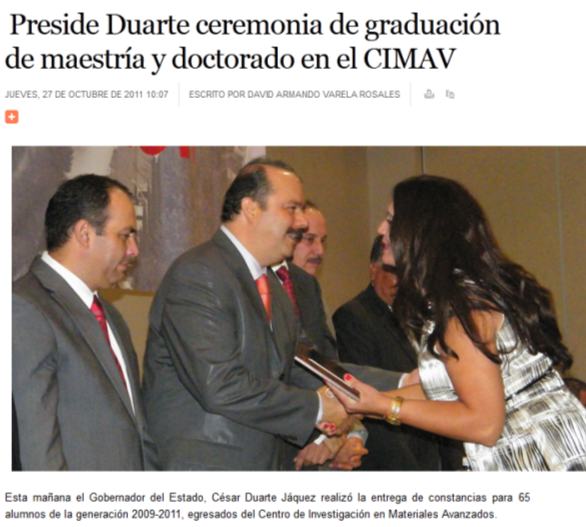 Preside Duarte ceremonia de graduación
de maestría y doctorado en el CIMAV
JUEVES, 27 DE OCTUBRE DE 2011 10:07 ESCRITO POR DAVID ARMANDO VARELA ROSALES
Esta mañana el Gobernador del Estado, César Duarte Jáquez realizó la entrega de constancias para 65
alumnos de la generación 2009-2011, egresados del Centro de Investigación en Materiales Avanzados.